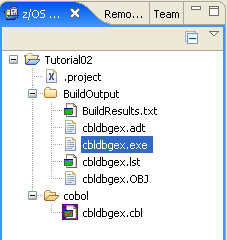 z/OS ... Remo... Team
Tutorial02
.project
BuildOutput
BuildResults.txt
cbldbgex.adt
cbldbgex.exe
cbldbgex.lst
cbldbgex.OBJ
cobol
cbldbgex.cbl